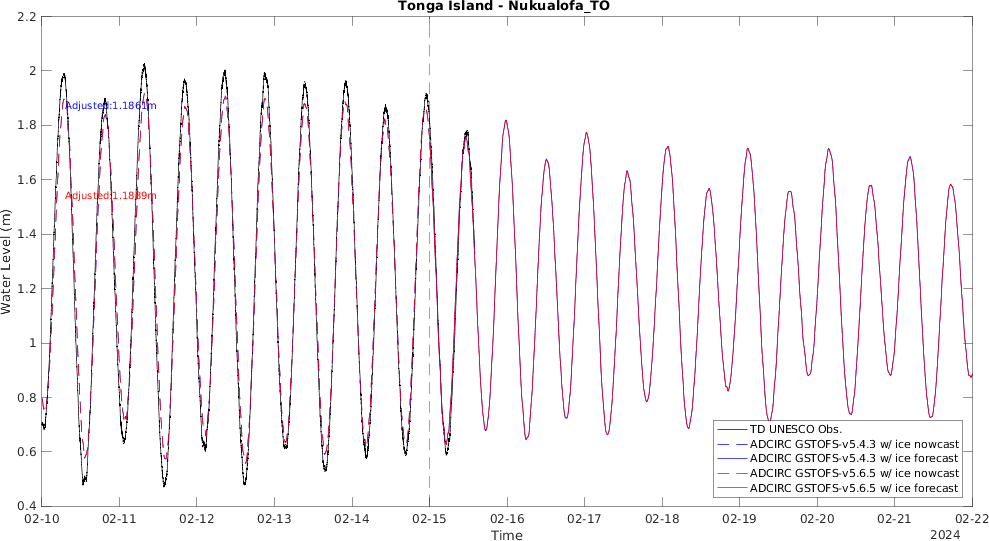 Tonga Island - Nukualofa_TO
2.2
2
1.8
1.6
1.4
1.2
1
0.8
0.6
0.4
Water Level (m)
Adjusted:1.1861m
Adjusted:1.1889m
TD UNESCO Obs.
ADCIRC GSTOFS-v5.4.3 w/ ice nowcast
ADCIRC GSTOFS-v5.4.3 w/ ice forecast
ADCIRC GSTOFS-v5.6.5 w/ ice nowcast
ADCIRC GSTOFS-v5.6.5 w/ ice forecast
02-10 02-11 02-12 02-13 02-14 02-15 02-16 02-17 02-18 02-19 02-20 02-21 02-22
Time
2024